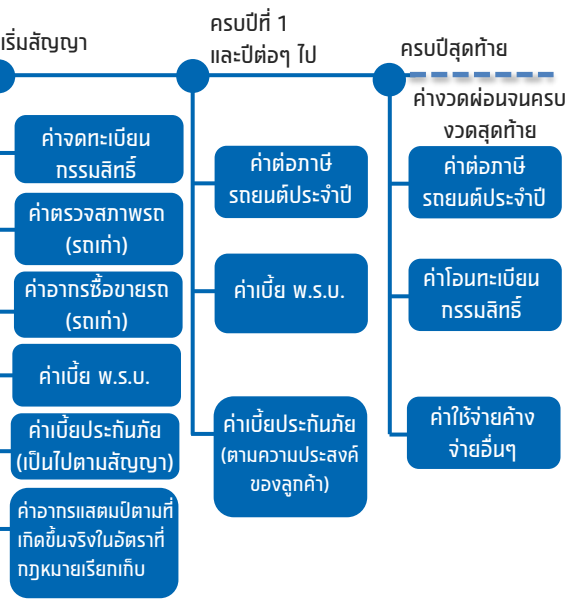 เริ่มสัญญา
ค่าจดทะเบียน
กรรมสิทธิ์
ค่าตรวจสภาพรถ
(รถเก่า)
ค่าอากรซื้อขายรถ
(รถเก่า)
ค่าเบี้ย พ.ร.บ.
ค่าเบี้ยประกันภัย
(เป็นไปตามสัญญา)
ค่าอากรแสตมป์ตามที่
เกิดขึ้นจริงในอัตราที่
กฎหมายเรียกเก็บ
ครบปีที่ 1
และปีต่อๆ ไป
ค่าต่อภาษี
รถยนต์ประจำปี
ค่าเบี้ย พ.ร.บ.
ค่าเบี้ยประกันภัย
(ตามความประสงค์
ของลูกค้า)
ครบปีสุดท้าย
ค่างวดผ่อนจนครบ
งวดสุดท้าย
ค่าต่อภาษี
รถยนต์ประจำปี
ค่าโอนทะเบียน
กรรมสิทธิ์
ค่าใช้จ่ายค้าง
จ่ายอื่นๆ